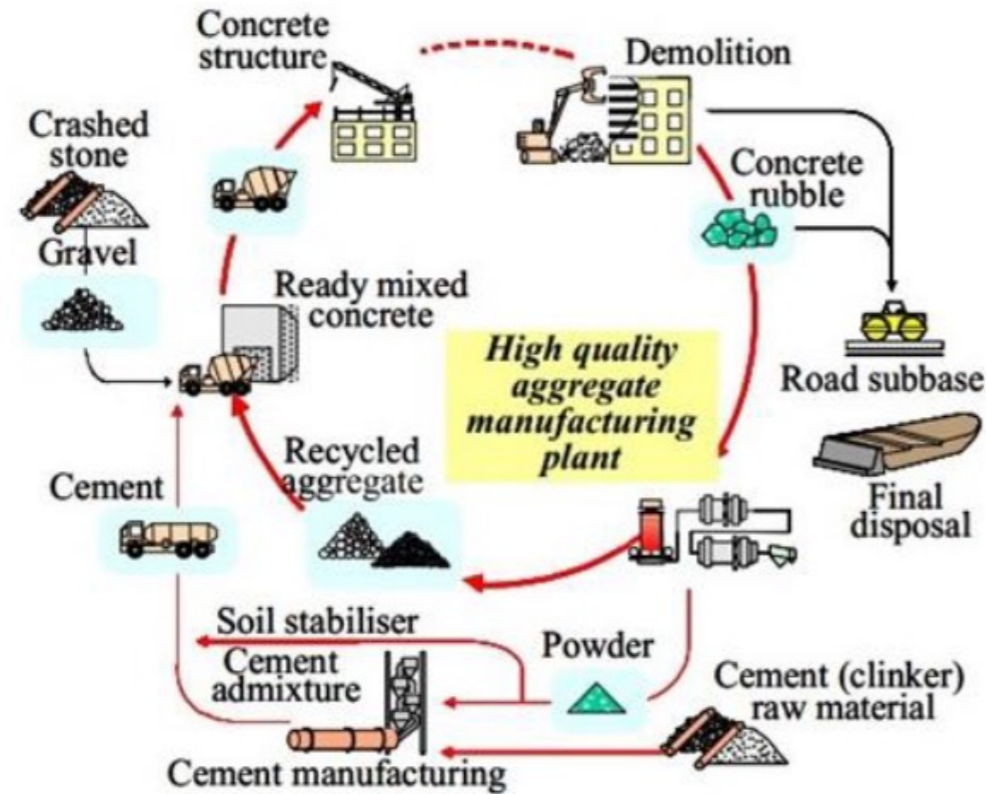 Concrete
structure
Demolition
Crashed
stone
Concrete
rubble
Gravel
Ready mixed
concrete
High quality
aggregate
manufacturing
plant
Road subbase
Recycled
aggregate
Cement
Final
disposal
Soil stabiliser
Powder
Cement
admixture
Cement (clinker)
raw material
Cement manufacturing